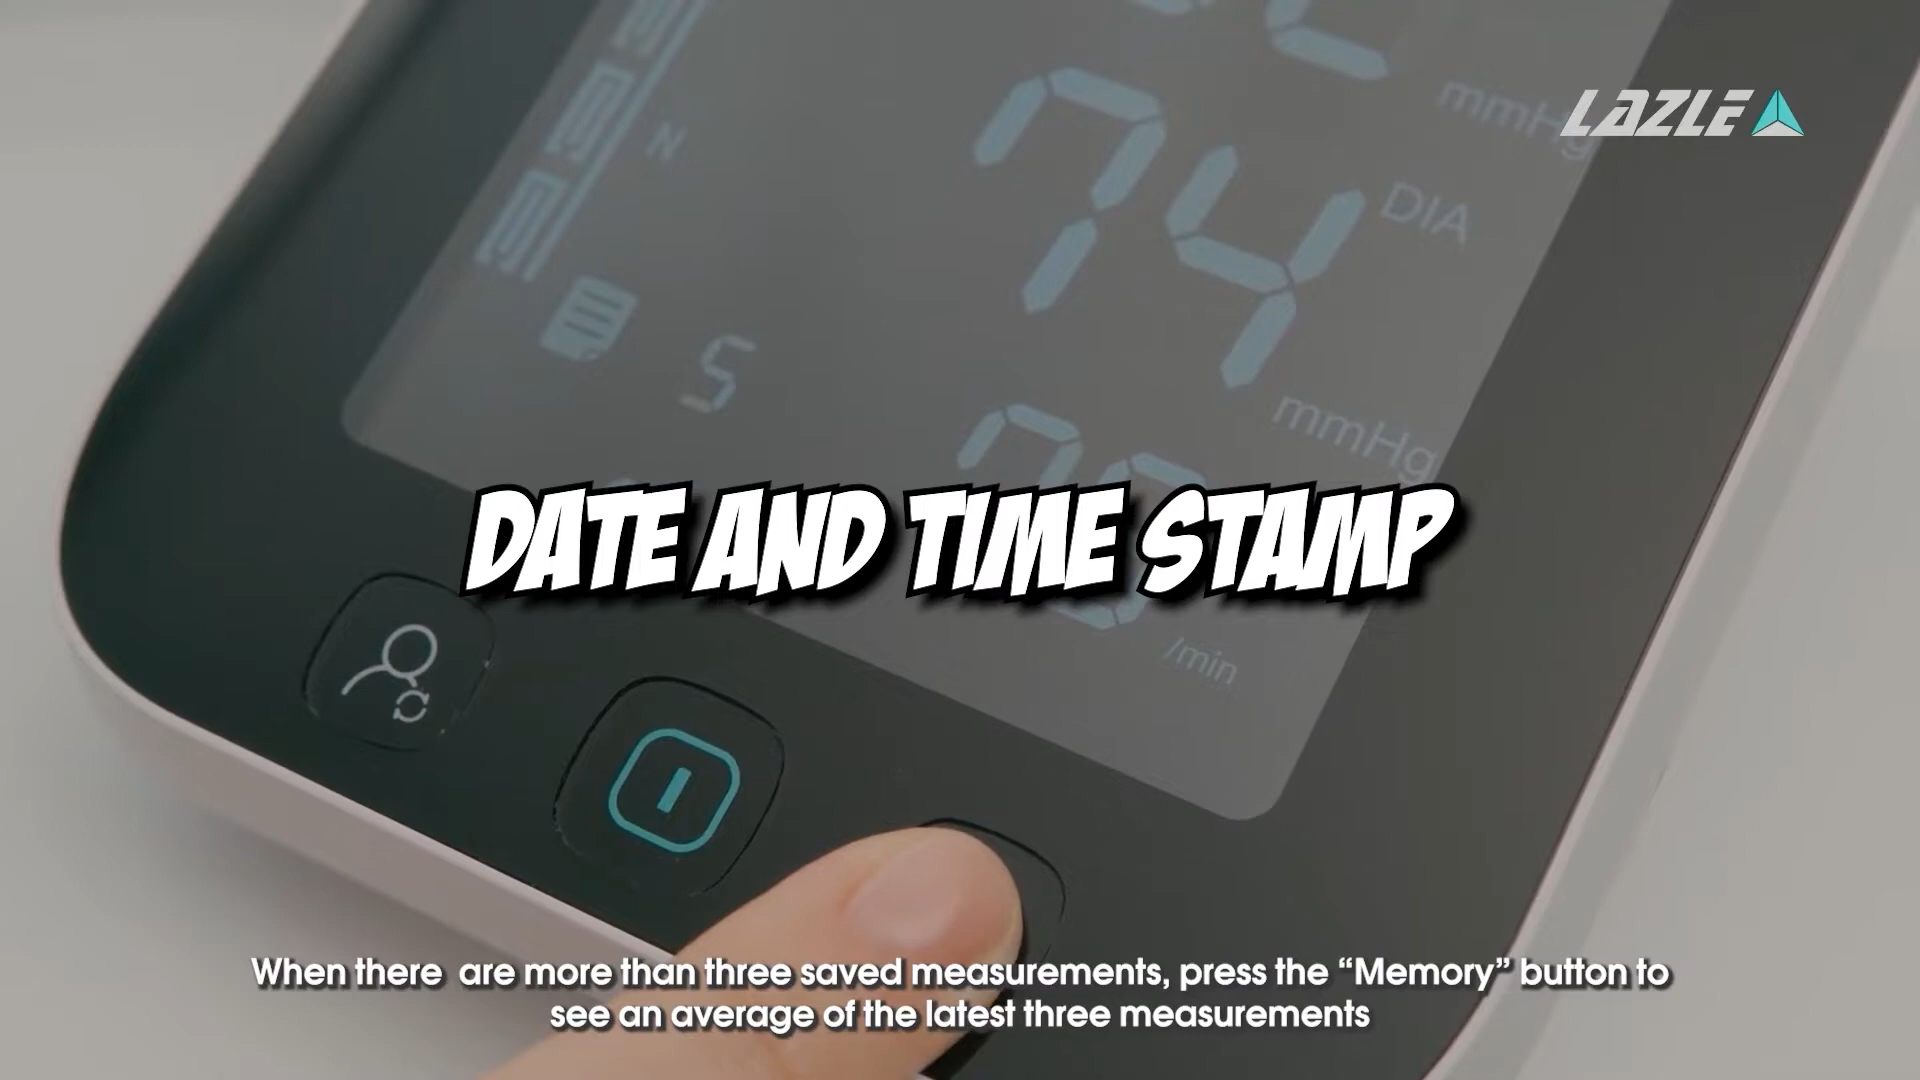 mmHg
LAZLE
N
74
DIA
5
mmHg
DATE AND TIME STAMP
/min
When there are more than three saved measurements, press the “Memory” button to
see an average of the latest three measurements